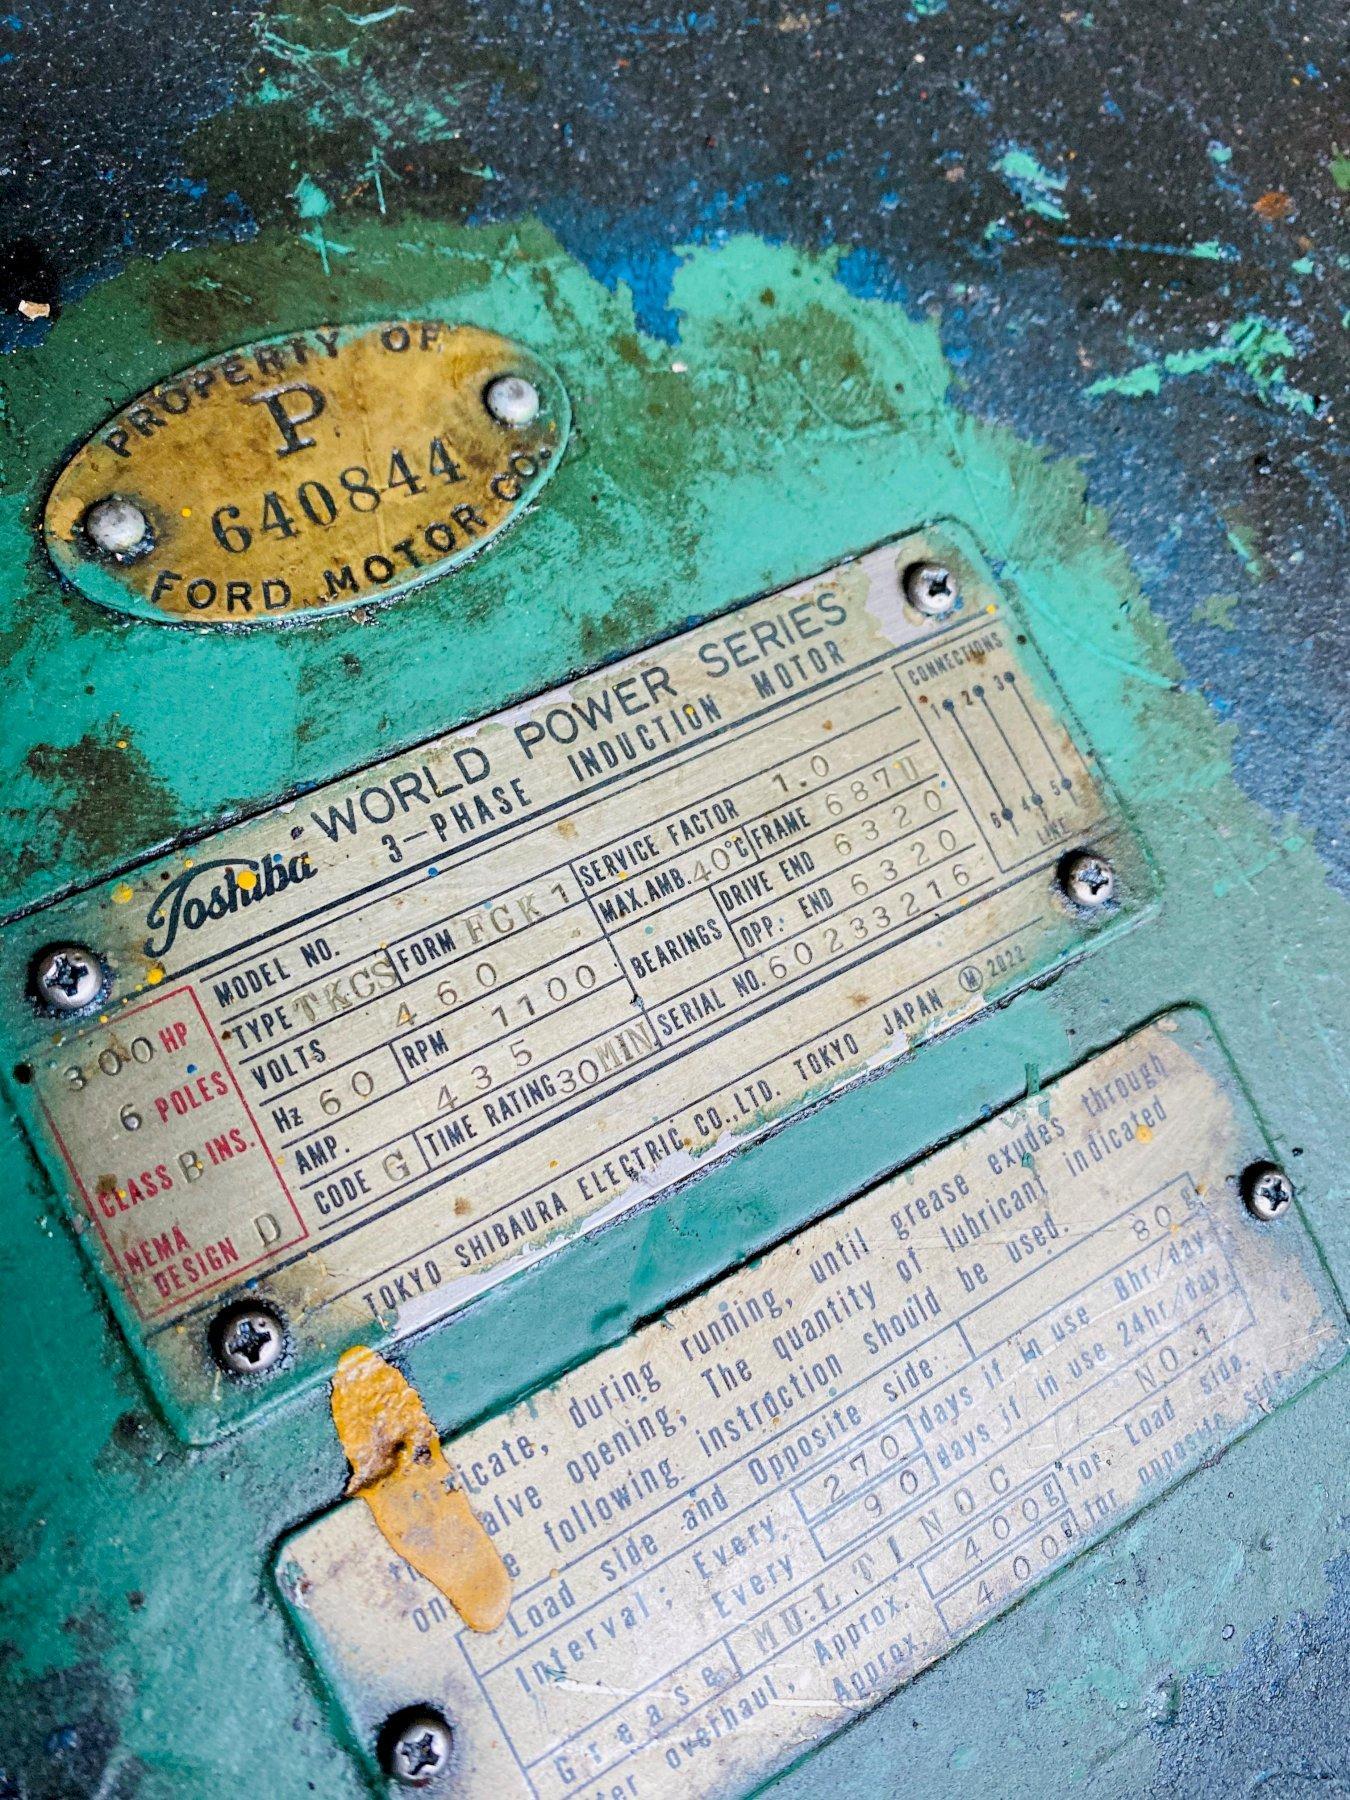 PROPERTY OF
P
640844
FORD MOTOR CO.
Toshiba WORLD POWER SERIES
3-PHASE INDUCTION MOTOR
300 HP
6 POLES
CLASS B INS.
NEMA
DESIGN D
MODEL NO.
TYPE TKCS FORM FCK1
VOLTS 460
Hz 60 RPM 1100
AMP. 435
CODE G TIME RATING 30MIN
SERVICE FACTOR 1.0
MAX.AMB. 40°C FRAME
BEARINGS
DRIVE END 6320
OPP: END 6320
SERIAL NO. 60233216
CONNECTIONS
1 2 3
6 4 5
LINE
TOKYO SHIBAURA ELECTRIC CO.,LTD. TOKYO JAPAN 2022
during running, until grease exudes through
opening, The quantity of lubricant indicated
following instruction should be used.
Load side and Opposite side 80 g
Interval; Every 270 days if in use 8hr/day.
Every 90 days if in use 24hr/day.
Grease MULTINOC NO.1
overhaul, Approx. 400g for Load side.
Approx. 400 for opposite side